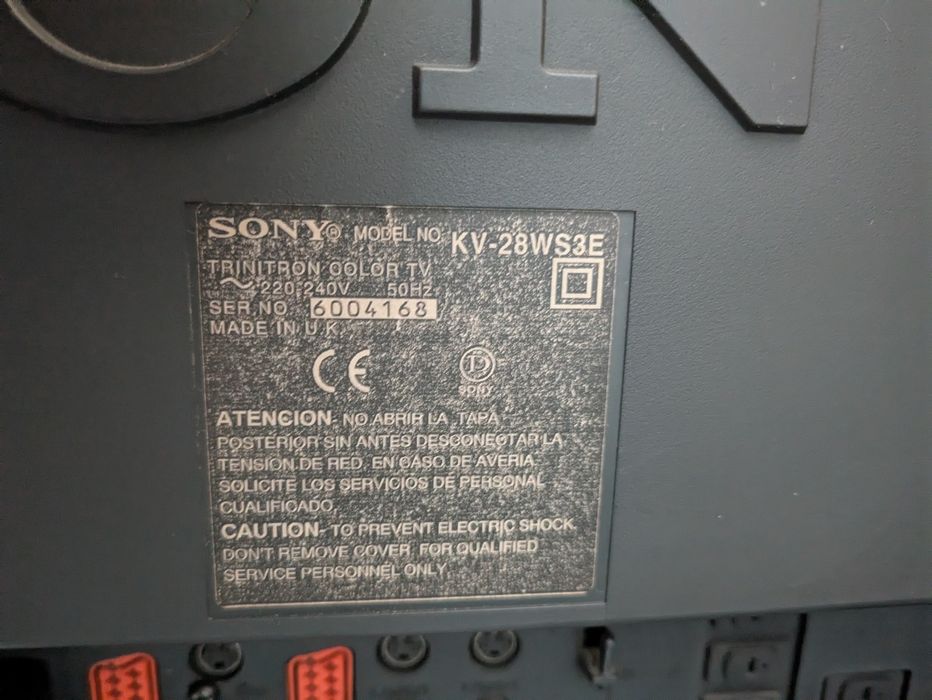 SONY® MODEL NO. KV-28WS3E
TRINITRON COLOR TV
~ 220-240V 50Hz
SER.NO 6004168
MADE IN U.K.
CE
SONY
ATENCION- NO ABRIR LA TAPA
POSTERIOR SIN ANTES DESCONECTAR LA
TENSION DE RED. EN CASO DE AVERIA
SOLICITE LOS SERVICIOS DE PERSONAL
CUALIFICADO.
CAUTION- TO PREVENT ELECTRIC SHOCK
DON'T REMOVE COVER. FOR QUALIFIED
SERVICE PERSONNEL ONLY.